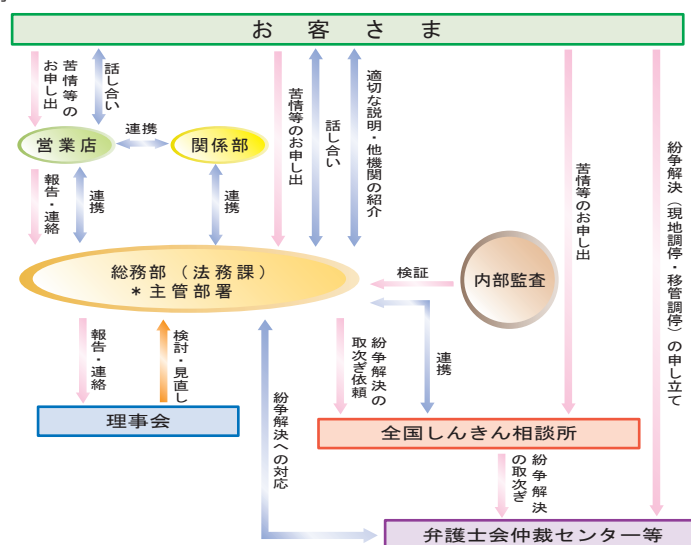 お客さま
苦情等の
お申し出
話し合い
苦情等のお申し出
話し合い
適切な説明・他機関の紹介
苦情等のお申し出
紛争解決（現地調停・移管調停）の申し立て
営業店
連携
関係部
報告・連絡
連携
連携
総務部（法務課）
＊主管部署
検証
内部監査
報告・連絡
検討・見直し
紛争解決への対応
紛争解決の
取次ぎ依頼
連携
理事会
全国しんきん相談所
紛争解決
の取次ぎ
弁護士会仲裁センター等